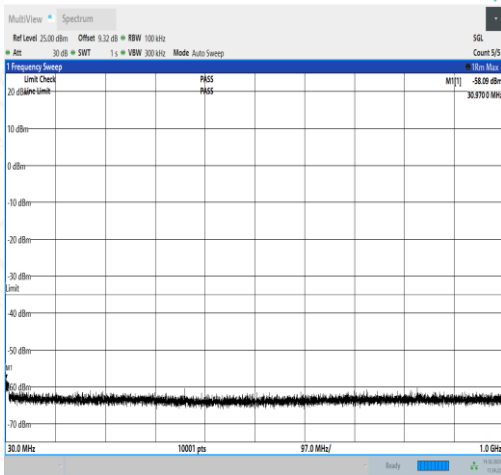 MultiView Spectrum
Ref Level 25.00 dBm Offset 9.32 dB RBW 100 kHz SGL
Att 30 dB SWT 1 s VBW 300 kHz Mode Auto Sweep Count 5/5
1 Frequency Sweep 1Rm Max
Limit Check PASS M1[1] -58.09 dBm
20 dBm Line Limit PASS 30.970 0 MHz
10 dBm
0 dBm
-10 dBm
-20 dBm
-30 dBm
Limit
-40 dBm
-50 dBm
M1
-60 dBm
-70 dBm
30.0 MHz 10001 pts 97.0 MHz/ 1.0 GHz
Ready